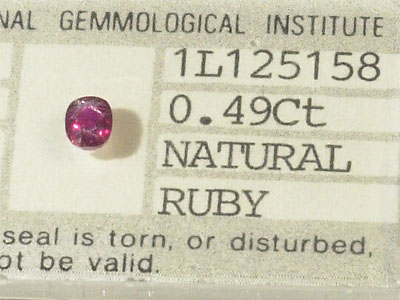 NAL GEMMOLOGICAL INSTITUTE
1L125158
0.49Ct
NATURAL
RUBY
seal is torn, or disturbed,
ot be valid.